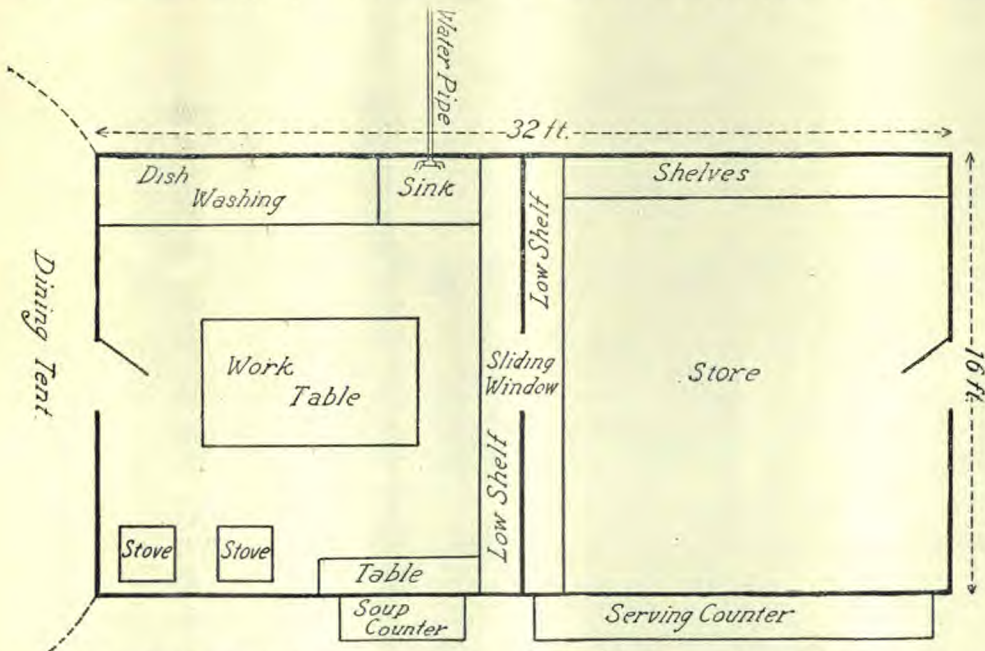 Water Pipe
32 ft.
Dish
Washing
Sink
Shelves
Low Shelf
Dining Tent.
Work
Table
Sliding
Window
Store
16 ft.
Low Shelf
Stove
Stove
Table
Soup
Counter
Serving Counter